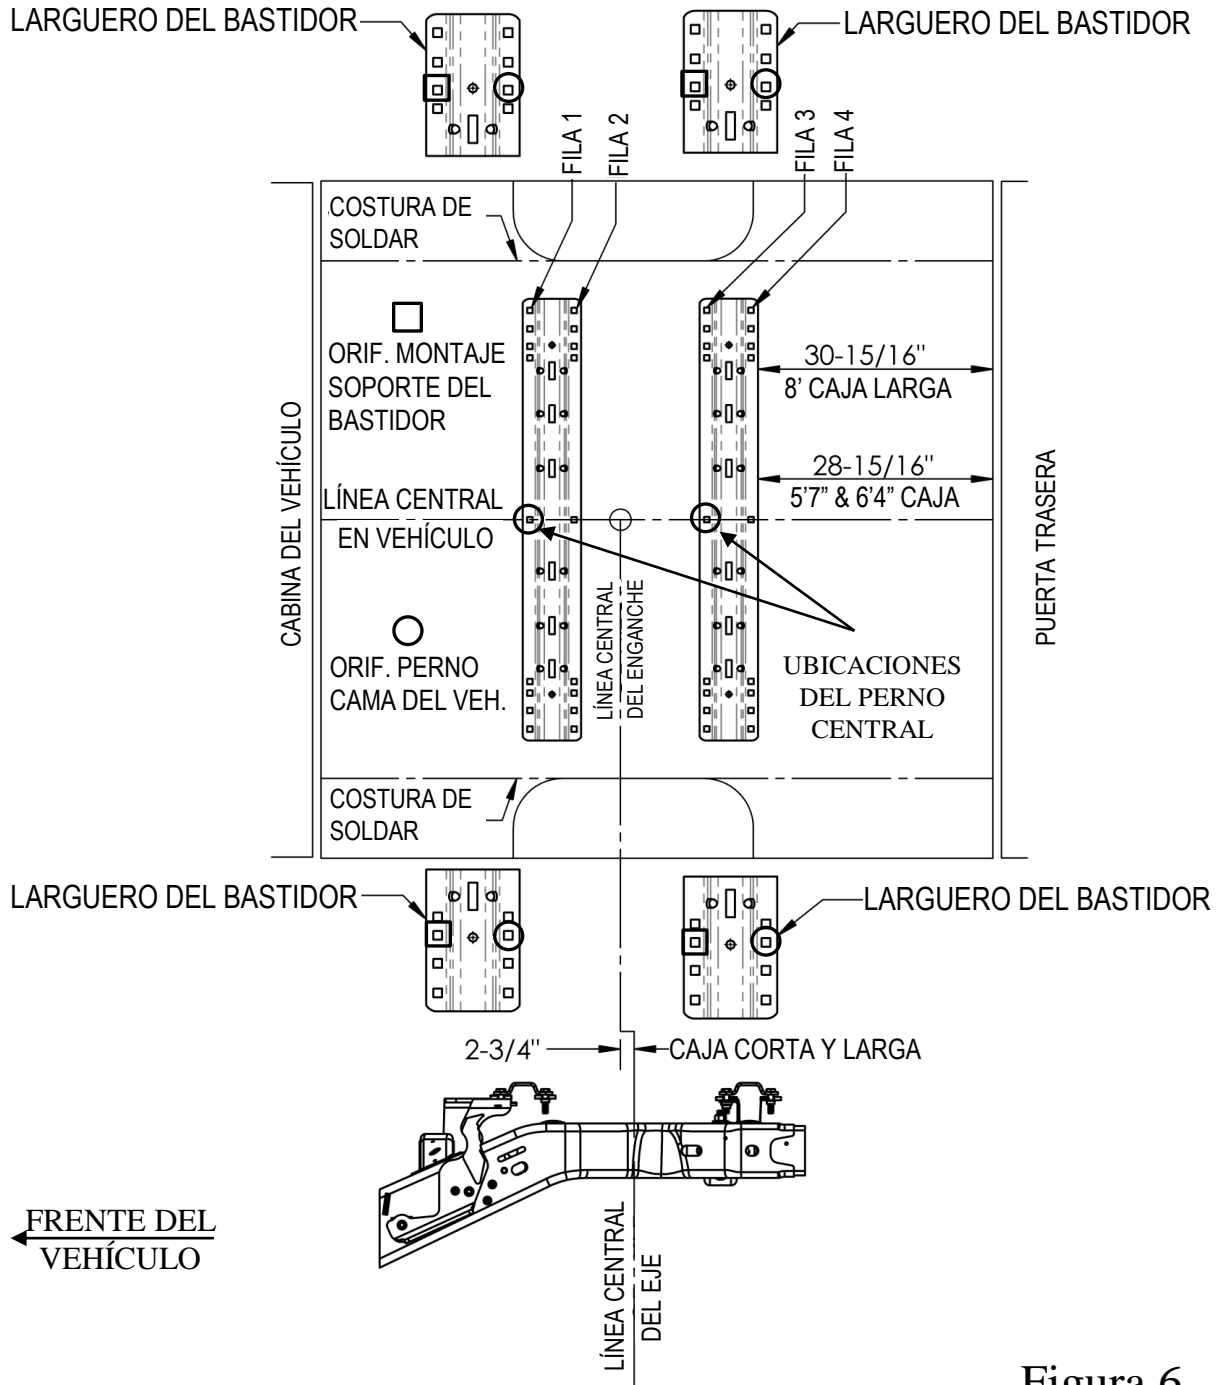 LARGUERO DEL BASTIDOR
LARGUERO DEL BASTIDOR
FILA 1
FILA 2
FILA 3
FILA 4
COSTURA DE
SOLDAR
ORIF. MONTAJE
SOPORTE DEL
BASTIDOR
30-15/16"
8' CAJA LARGA
28-15/16"
5'7" & 6'4" CAJA
CABINA DEL VEHÍCULO
LÍNEA CENTRAL
EN VEHÍCULO
PUERTA TRASERA
LÍNEA CENTRAL
DEL ENGANCHE
ORIF. PERNO
CAMA DEL VEH.
UBICACIONES
DEL PERNO
CENTRAL
COSTURA DE
SOLDAR
LARGUERO DEL BASTIDOR
LARGUERO DEL BASTIDOR
2-3/4"
CAJA CORTA Y LARGA
FRENTE DEL
VEHÍCULO
LÍNEA CENTRAL
DEL EJE
Figura 6